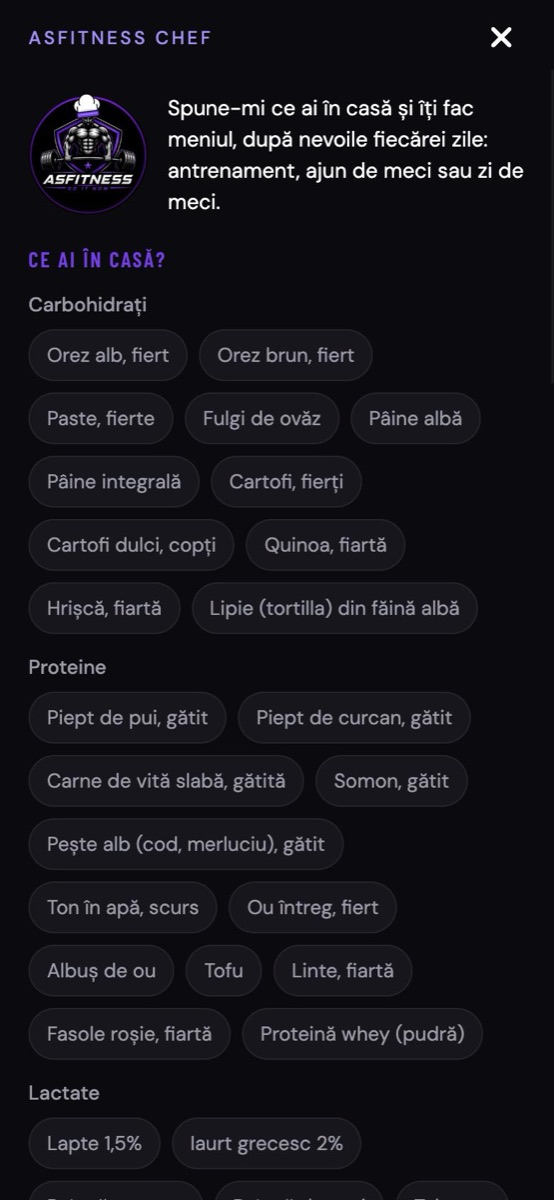 ASFITNESS CHEF
Spune-mi ce ai în casă și îți fac
meniul, după nevoile fiecărei zile:
antrenament, ajun de meci sau zi de
meci.
ASFITNESS
DO IT NOW
CE AI ÎN CASĂ?
Carbohidrați
Orez alb, fiert Orez brun, fiert
Paste, fierte Fulgi de ovăz Pâine albă
Pâine integrală Cartofi, fierți
Cartofi dulci, copți Quinoa, fiartă
Hrișcă, fiartă Lipie (tortilla) din făină albă
Proteine
Piept de pui, gătit Piept de curcan, gătit
Carne de vită slabă, gătită Somon, gătit
Pește alb (cod, merluciu), gătit
Ton în apă, scurs Ou întreg, fiert
Albuș de ou Tofu Linte, fiartă
Fasole roșie, fiartă Proteină whey (pudră)
Lactate
Lapte 1,5% Iaurt grecesc 2%